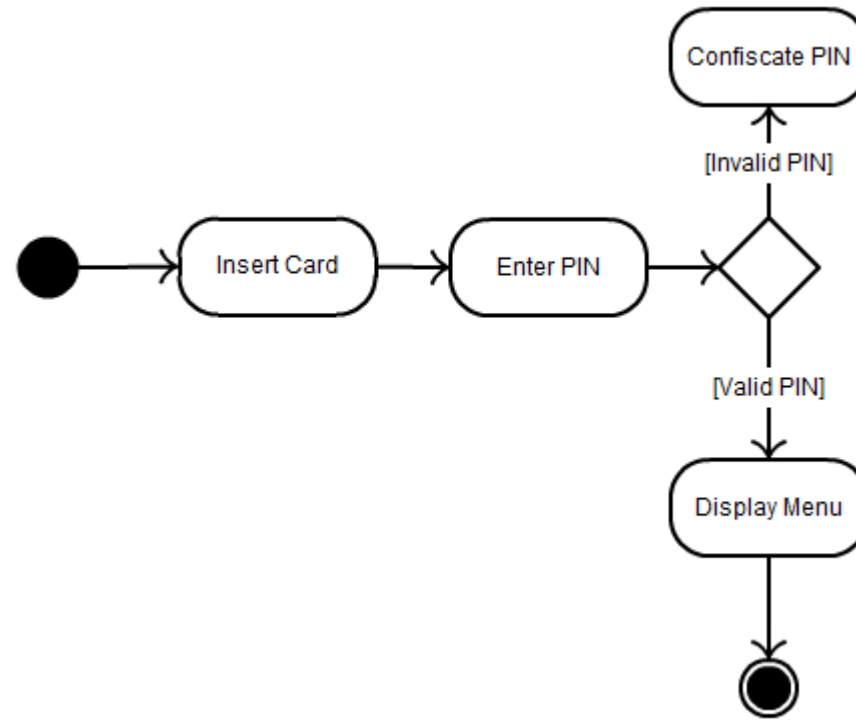 Confiscate PIN
[Invalid PIN]
Insert Card
Enter PIN
[Valid PIN]
Display Menu